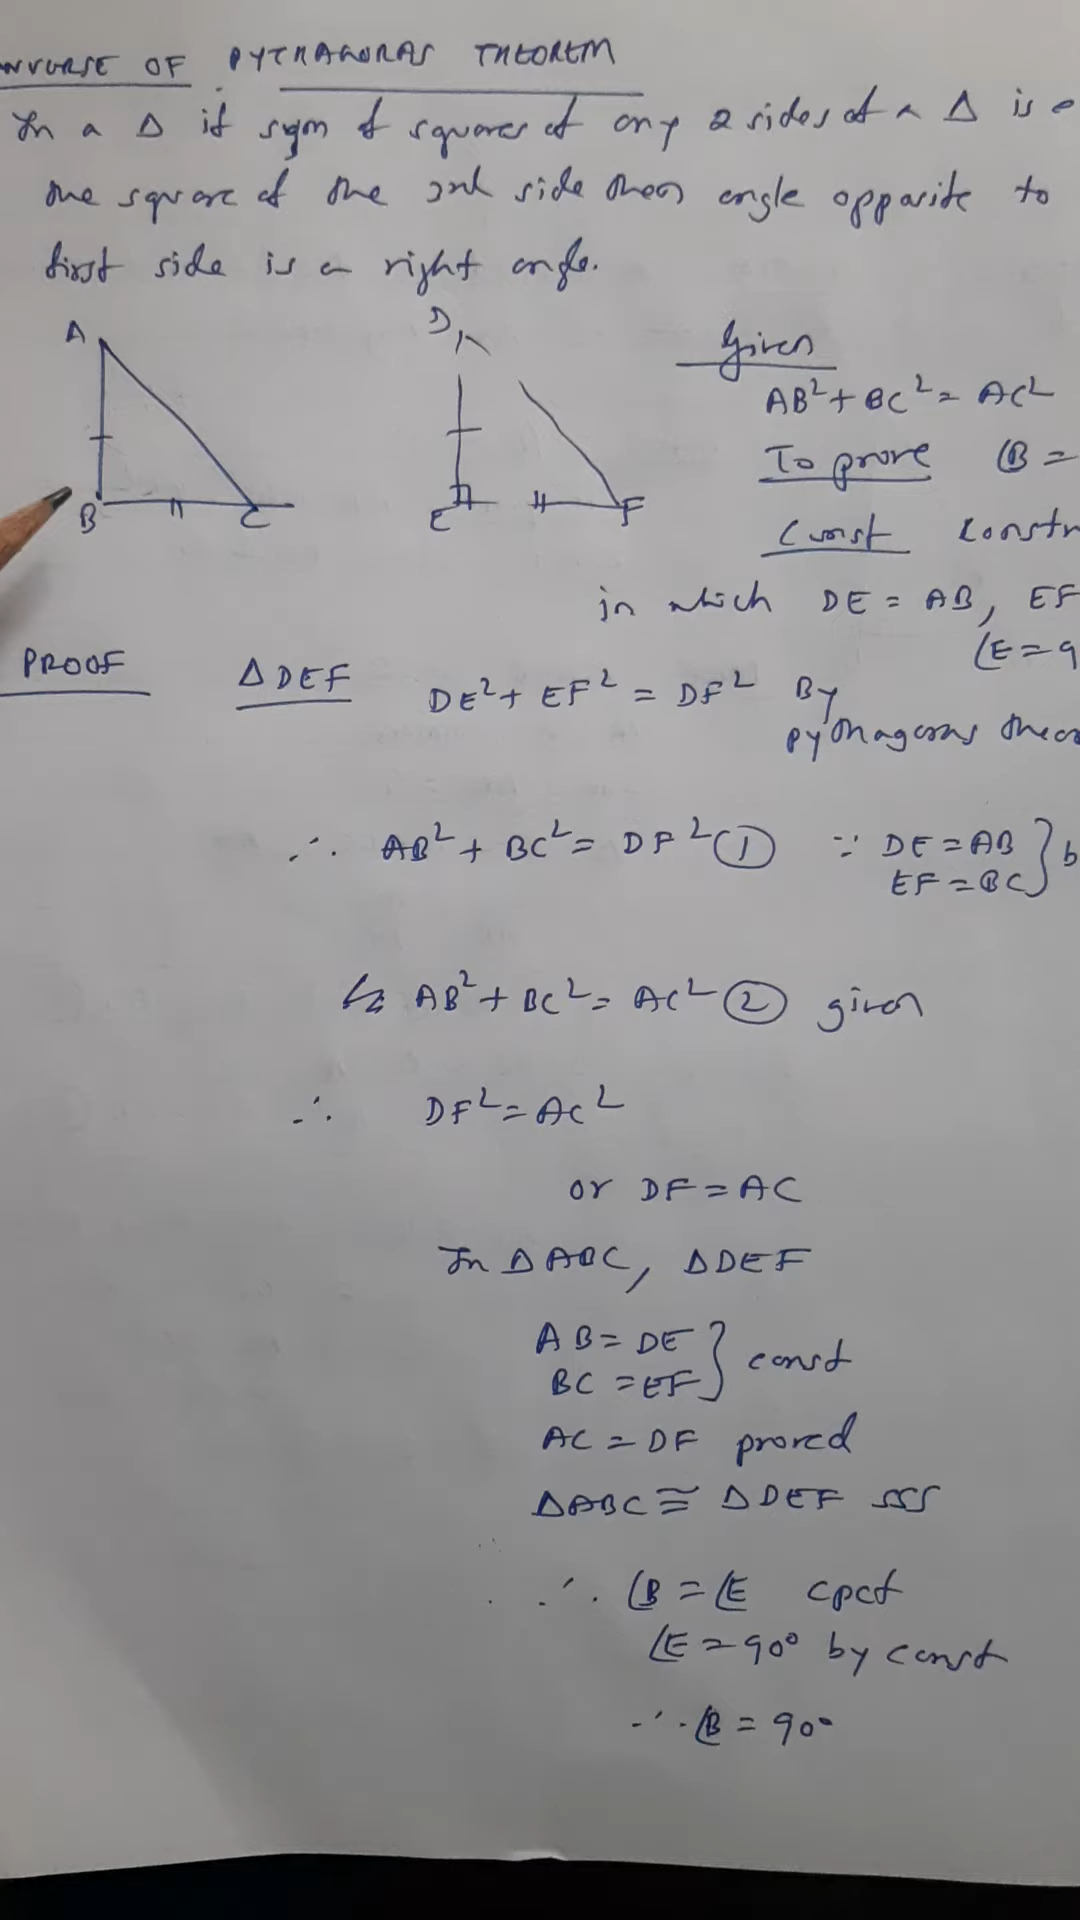 NVERSE OF PYTHAGORAS THEOREM
In a Δ if sum of squares of any 2 sides of a Δ is e
the square of the 3rd side then angle opposite to
first side is a right angle.
A
B
C
D
E
F
Given
AB² + BC² = AC²
To prove ∠B =
Const Constr
in which DE = AB, EF
∠E = 9
PROOF ΔDEF DE² + EF² = DF² By
pythagoras theor
∴ AB² + BC² = DF² ① ∵ DE = AB } b
EF = BC
AB² + BC² = AC² ② given
∴ DF² = AC²
or DF = AC
In ΔABC, ΔDEF
AB = DE } const
BC = EF
AC = DF proved
ΔABC ≅ ΔDEF SSS
∴ ∠B = ∠E cpct
∠E = 90° by const
∴ ∠B = 90°